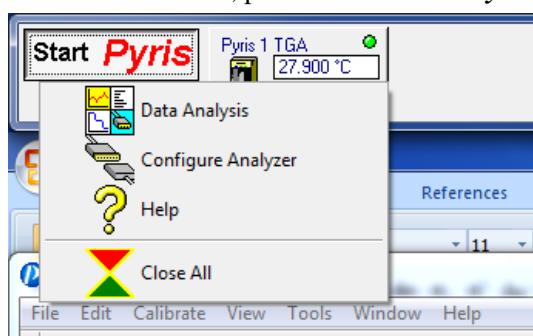 Start Pyris
Pyris 1 TGA
27.900 °C
Data Analysis
Configure Analyzer
Help
Close All
References
11
File Edit Calibrate View Tools Window Help